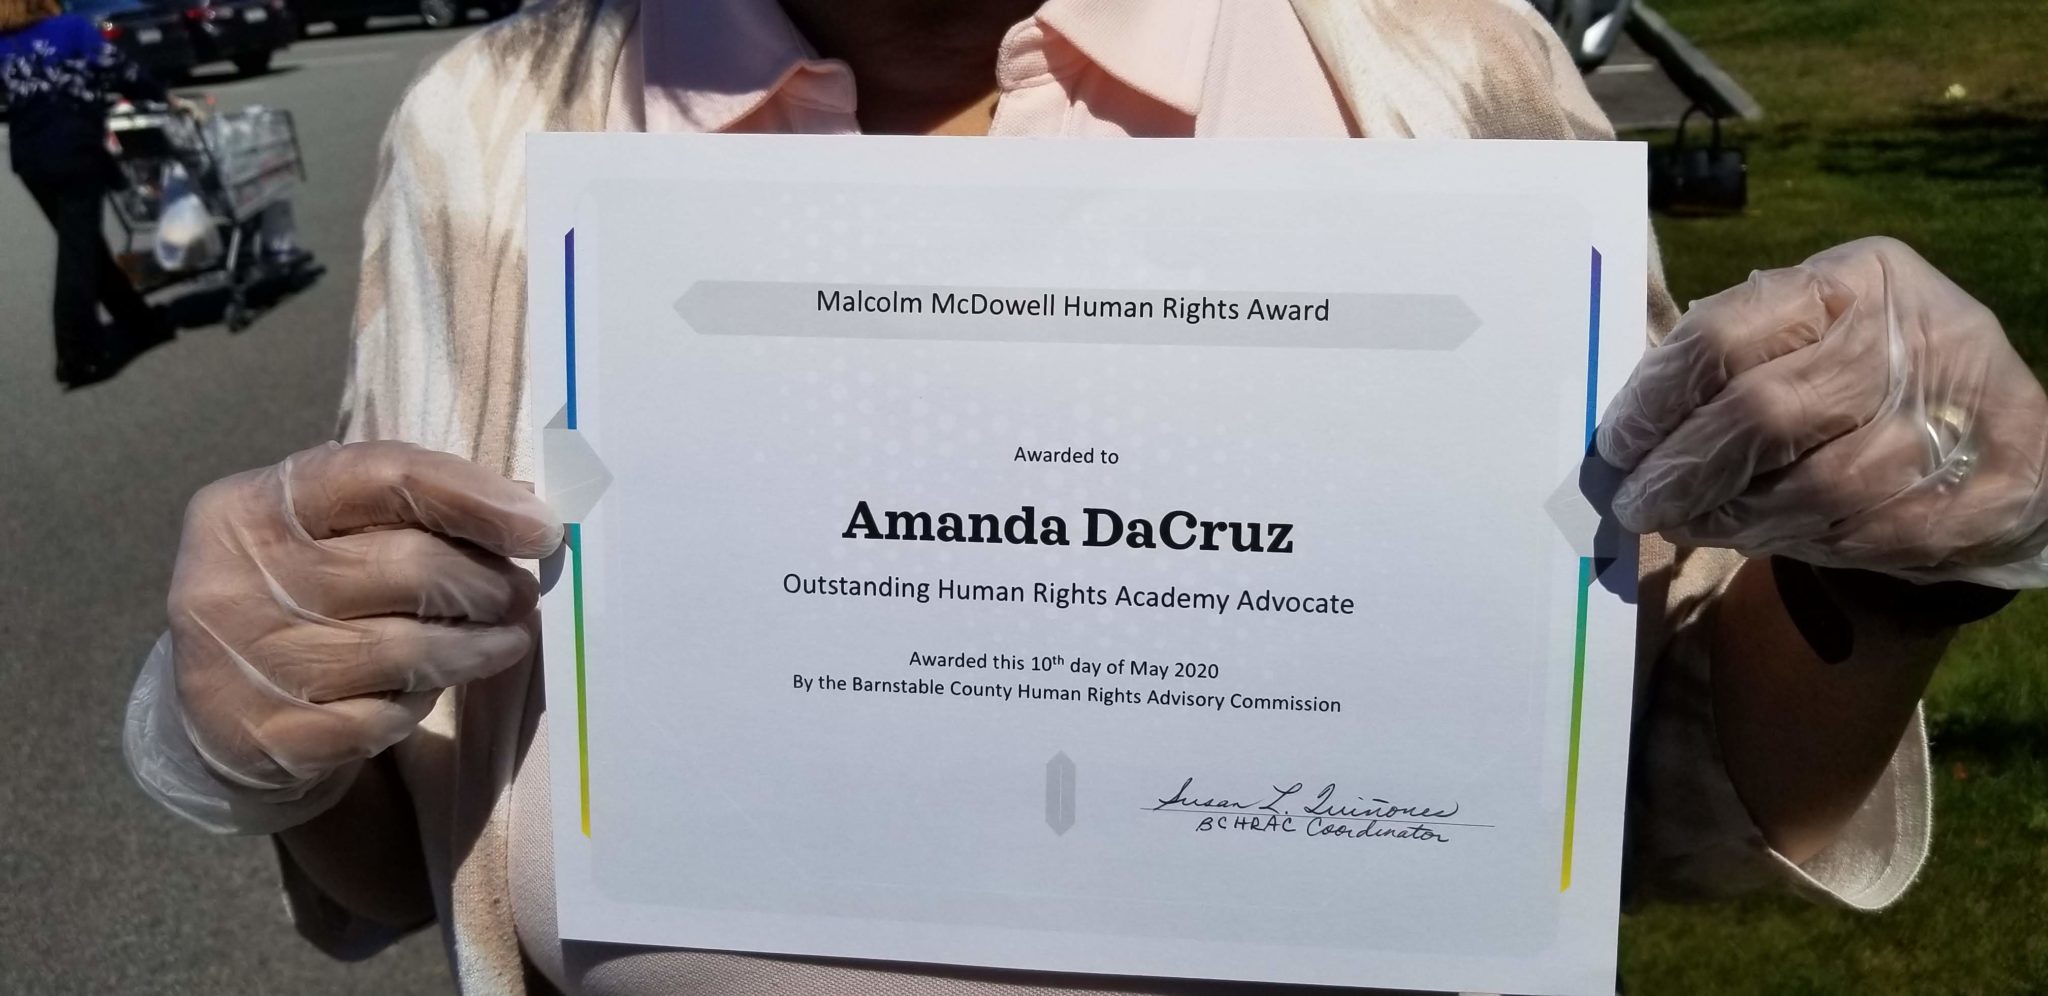 Malcolm McDowell Human Rights Award
Awarded to
Amanda DaCruz
Outstanding Human Rights Academy Advocate
Awarded this 10th day of May 2020
By the Barnstable County Human Rights Advisory Commission
Susan L. Quiñones
BCHRAC Coordinator